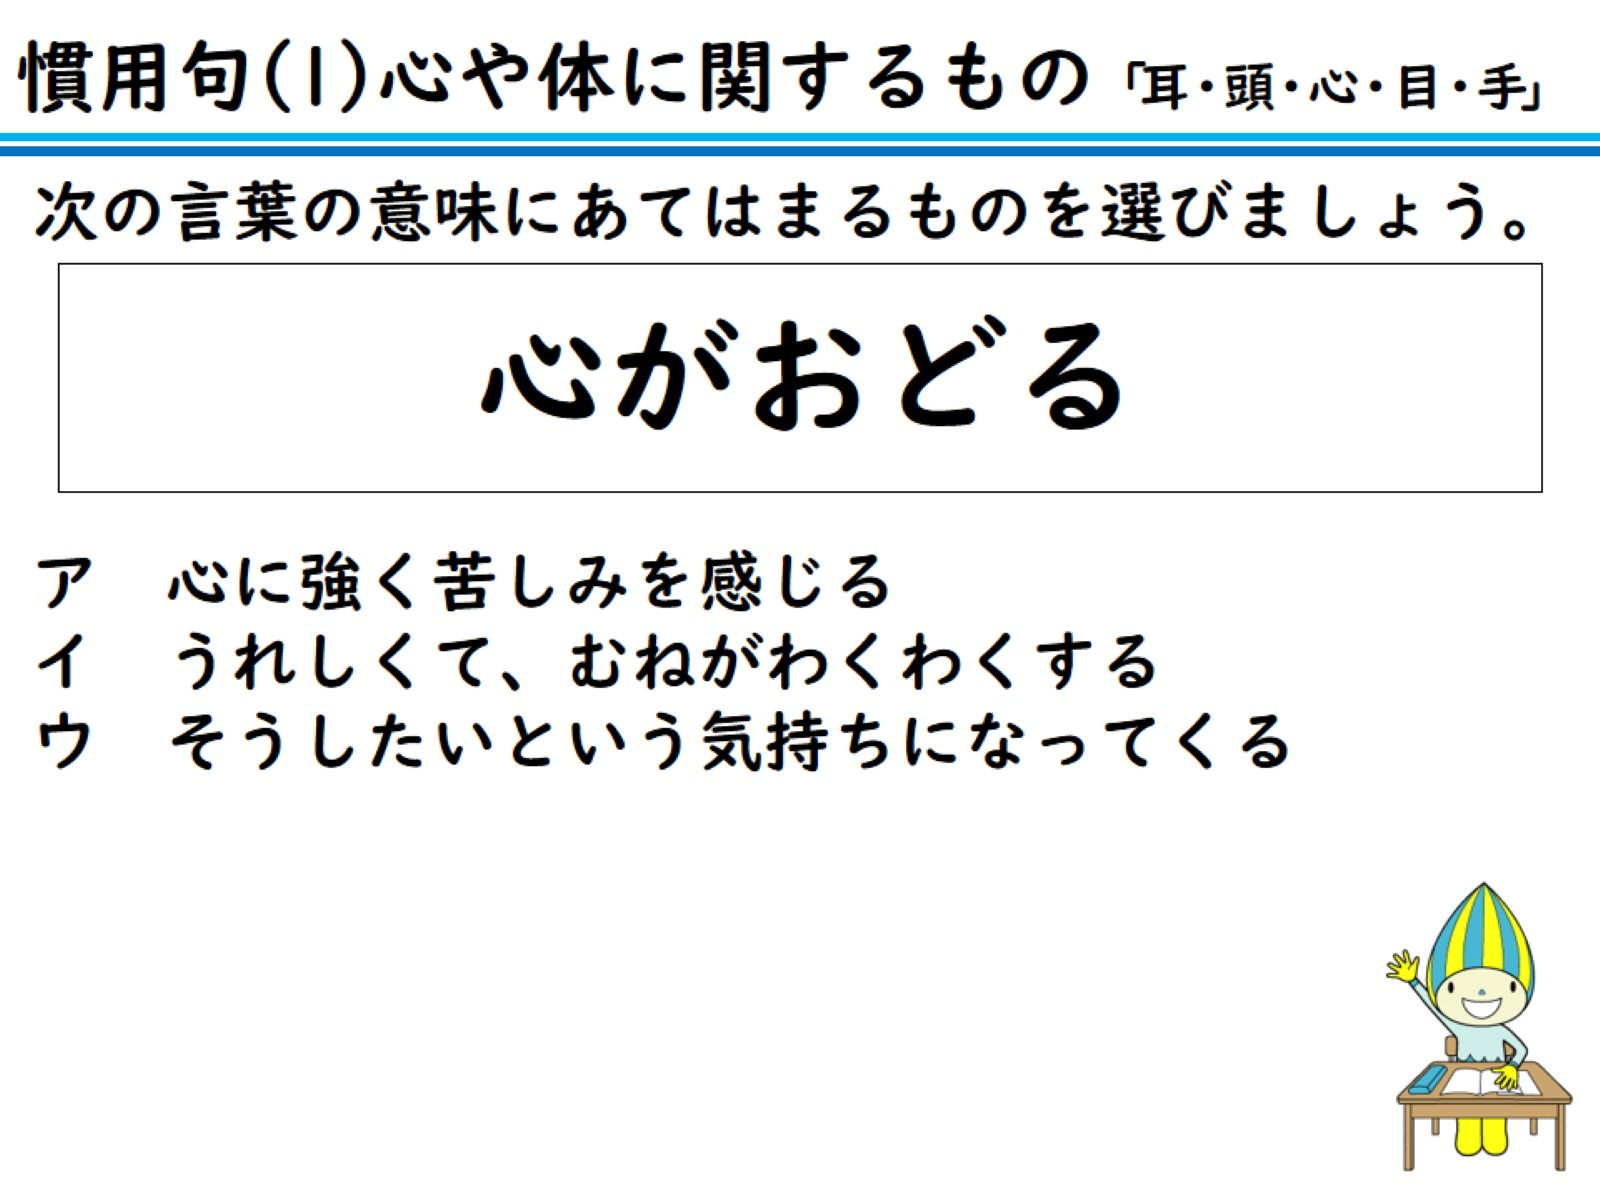 慣用句(1)心や体に関するもの「耳・頭・心・目・手」
次の言葉の意味にあてはまるものを選びましょう。
心がおどる
ア　心に強く苦しみを感じる
イ　うれしくて、むねがわくわくする
ウ　そうしたいという気持ちになってくる